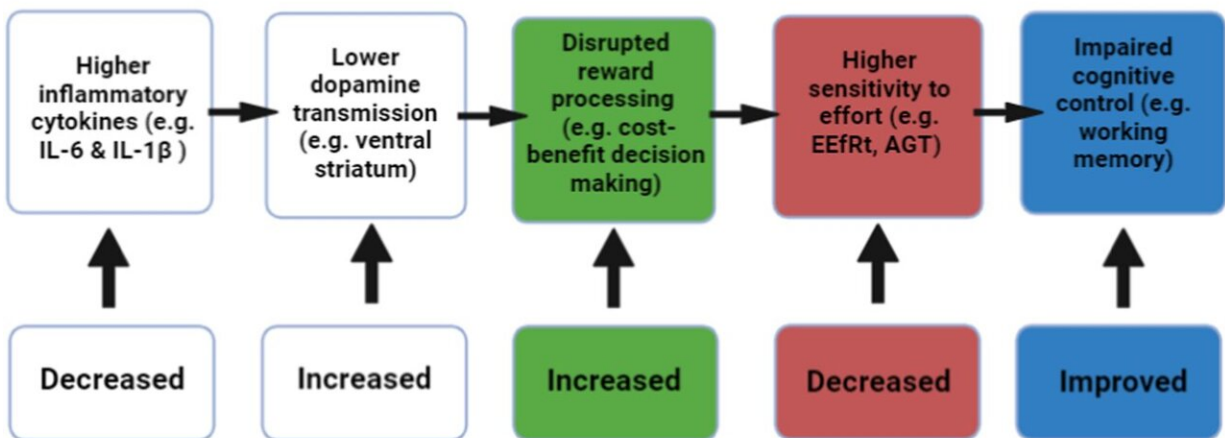 Higher
inflammatory
cytokines (e.g.
IL-6 & IL-1β )
Lower
dopamine
transmission
(e.g. ventral
striatum)
Disrupted
reward
processing
(e.g. cost-
benefit decision
making)
Higher
sensitivity to
effort (e.g.
EEfRt, AGT)
Impaired
cognitive
control (e.g.
working
memory)
Decreased
Increased
Increased
Decreased
Improved